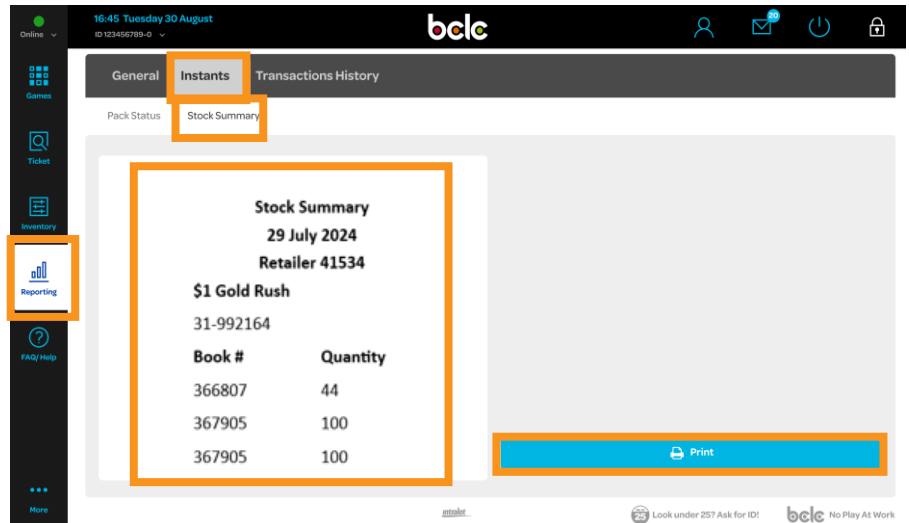 Online
16:45 Tuesday 30 August
ID 123456789-0
bclc
20
Games
Ticket
Inventory
Reporting
FAQ/Help
More
General Instants Transactions History
Pack Status Stock Summary
Stock Summary
29 July 2024
Retailer 41534
$1 Gold Rush
31-992164
Book # Quantity
366807 44
367905 100
367905 100
Print
intralot
Look under 25? Ask for ID!
bclc No Play At Work